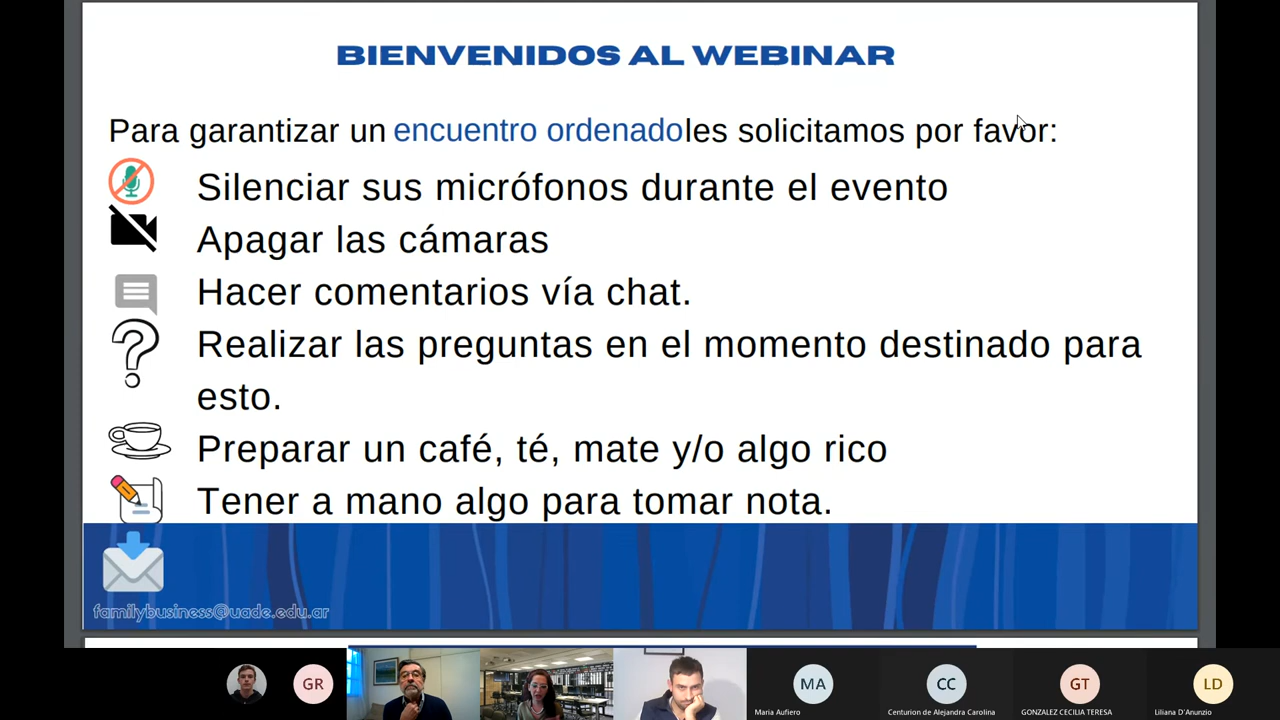 BIENVENIDOS AL WEBINAR
Para garantizar un encuentro ordenado les solicitamos por favor:
Silenciar sus micrófonos durante el evento
Apagar las cámaras
Hacer comentarios vía chat.
Realizar las preguntas en el momento destinado para
esto.
Preparar un café, té, mate y/o algo rico
Tener a mano algo para tomar nota.
familybusiness@uade.edu.ar
GR
MA
CC
GT
LD
Maria Aufiero
Centurion de Alejandra Carolina
GONZALEZ CECILIA TERESA
Liliana D'Anunzio